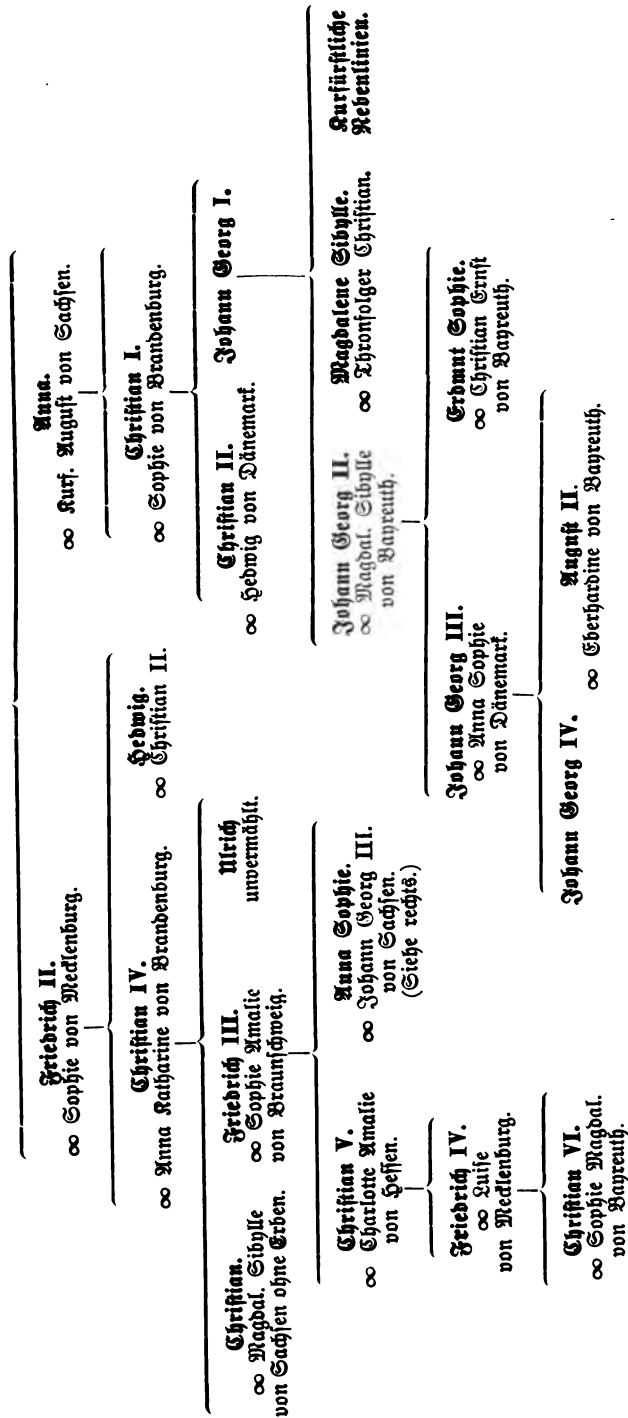 Friedrich II.
∞ Sophie von Mecklenburg.
Anna.
∞ Kurf. August von Sachsen.
Christian IV.
∞ Anna Katharine von Brandenburg.
Hedwig.
∞ Christian II.
Christian I.
∞ Sophie von Brandenburg.
Christian.
∞ Magdal. Sibylle
von Sachsen ohne Erben.
Friedrich III.
∞ Sophie Amalie
von Braunschweig.
Ulrich
unvermählt.
Christian II.
∞ Hedwig von Dänemark.
Johann Georg I.
Christian V.
∞ Charlotte Amalie
von Hessen.
Anna Sophie.
∞ Johann Georg III.
von Sachsen.
(Siehe rechts.)
Johann Georg II.
∞ Magdal. Sibylle
von Bayreuth.
Magdalene Sibylle.
∞ Thronfolger Christian.
Kurfürstliche
Nebenlinien.
Friedrich IV.
∞ Luise
von Mecklenburg.
Johann Georg III.
∞ Anna Sophie
von Dänemark.
Erdmut Sophie.
∞ Christian Ernst
von Bayreuth.
Christian VI.
∞ Sophie Magdal.
von Bayreuth.
Johann Georg IV.
August II.
∞ Eberhardine von Bayreuth.